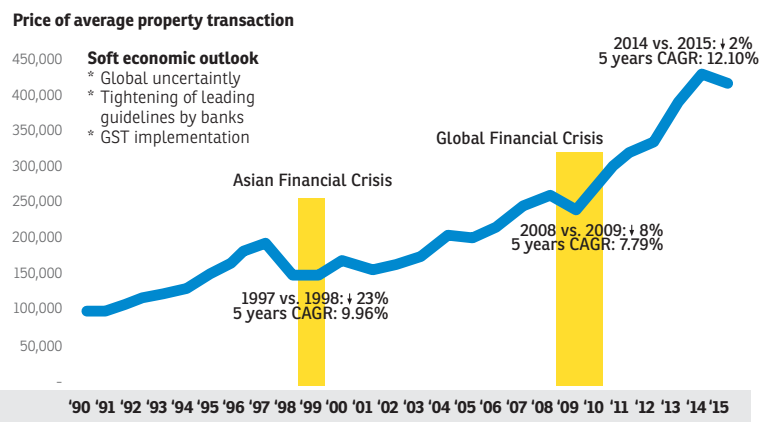 Price of average property transaction
2014 vs. 2015: ↓ 2%
5 years CAGR: 12.10%
450,000
400,000
350,000
300,000
250,000
200,000
150,000
100,000
50,000
–
Soft economic outlook
* Global uncertaintly
* Tightening of leading
guidelines by banks
* GST implementation
Global Financial Crisis
Asian Financial Crisis
2008 vs. 2009: ↓ 8%
5 years CAGR: 7.79%
1997 vs. 1998: ↓ 23%
5 years CAGR: 9.96%
‘90 ‘91 ‘92 ‘93 ‘94 ‘95 ‘96 ‘97 ‘98 ‘99 ‘00 ‘01 ‘02 ‘03 ‘04 ‘05 ‘06 ‘07 ‘08 ‘09 ‘10 ‘11 ‘12 ‘13 ‘14 ‘15